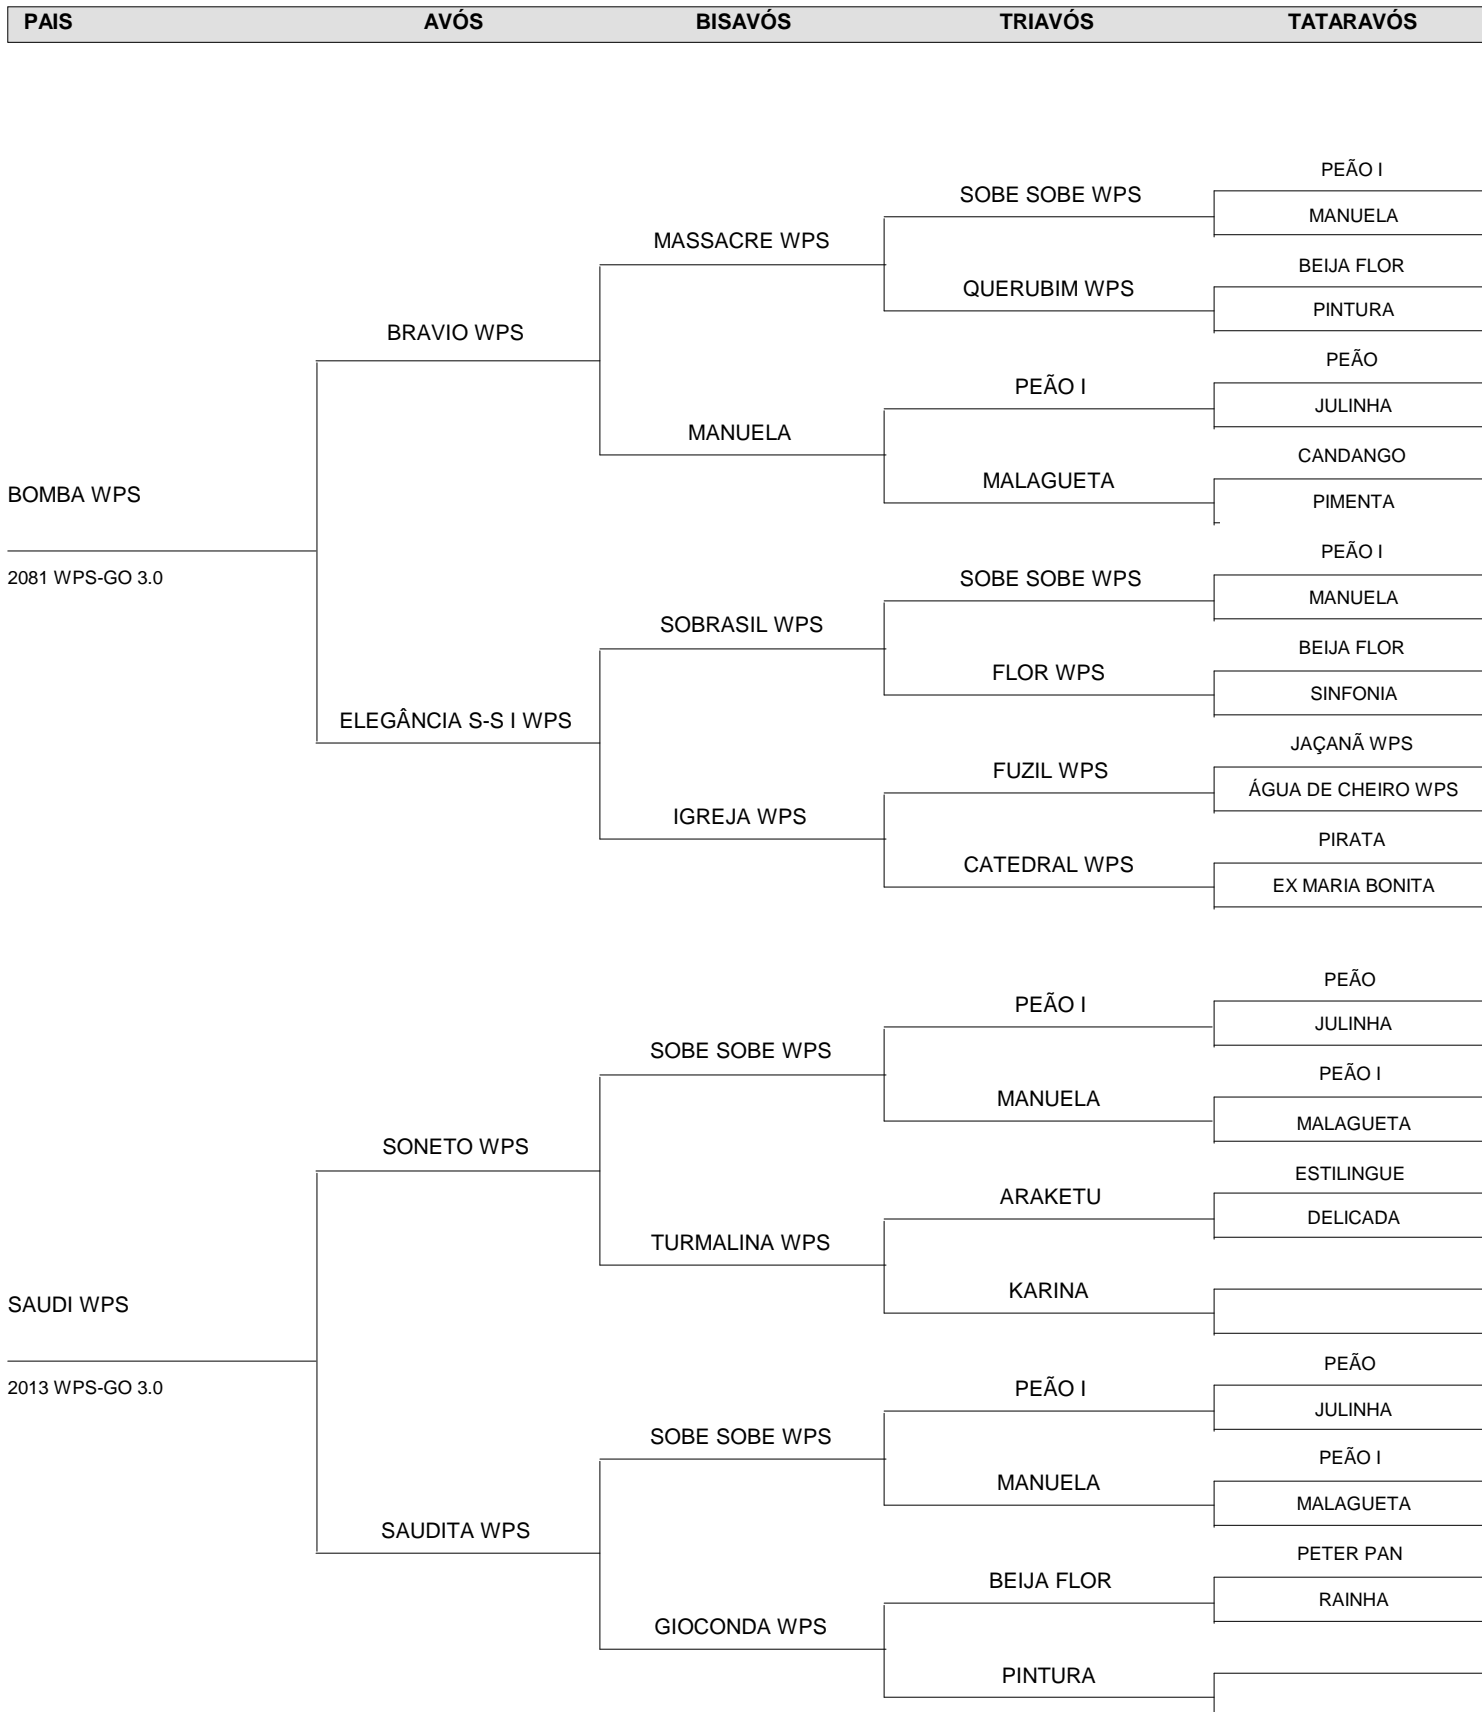 PAIS AVÓS BISAVÓS TRIAVÓS TATARAVÓS
PEÃO I
SOBE SOBE WPS
MANUELA
MASSACRE WPS
BEIJA FLOR
QUERUBIM WPS
PINTURA
BRAVIO WPS
PEÃO
PEÃO I
JULINHA
MANUELA
CANDANGO
MALAGUETA
PIMENTA
BOMBA WPS
2081 WPS-GO 3.0
PEÃO I
SOBE SOBE WPS
MANUELA
SOBRASIL WPS
BEIJA FLOR
FLOR WPS
SINFONIA
ELEGÂNCIA S-S I WPS
JAÇANÃ WPS
FUZIL WPS
ÁGUA DE CHEIRO WPS
IGREJA WPS
PIRATA
CATEDRAL WPS
EX MARIA BONITA
PEÃO
PEÃO I
JULINHA
SOBE SOBE WPS
PEÃO I
MANUELA
MALAGUETA
SONETO WPS
ESTILINGUE
ARAKETU
DELICADA
TURMALINA WPS
KARINA
SAUDI WPS
2013 WPS-GO 3.0
PEÃO
PEÃO I
JULINHA
SOBE SOBE WPS
PEÃO I
MANUELA
MALAGUETA
SAUDITA WPS
PETER PAN
BEIJA FLOR
RAINHA
GIOCONDA WPS
PINTURA